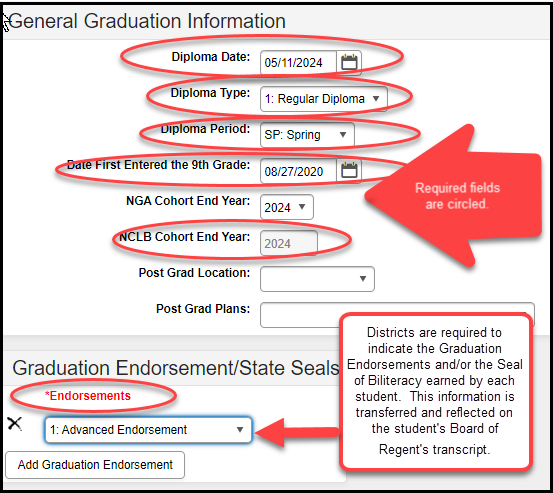 General Graduation Information
Diploma Date: 05/11/2024
Diploma Type: 1: Regular Diploma
Diploma Period: SP: Spring
Date First Entered the 9th Grade: 08/27/2020
NGA Cohort End Year: 2024
NCLB Cohort End Year: 2024
Post Grad Location:
Post Grad Plans:
Required fields
are circled.
Graduation Endorsement/State Seals
*Endorsements
1: Advanced Endorsement
Add Graduation Endorsement
Districts are required to
indicate the Graduation
Endorsements and/or the Seal
of Biliteracy earned by each
student. This information is
transferred and reflected on
the student's Board of
Regent's transcript.